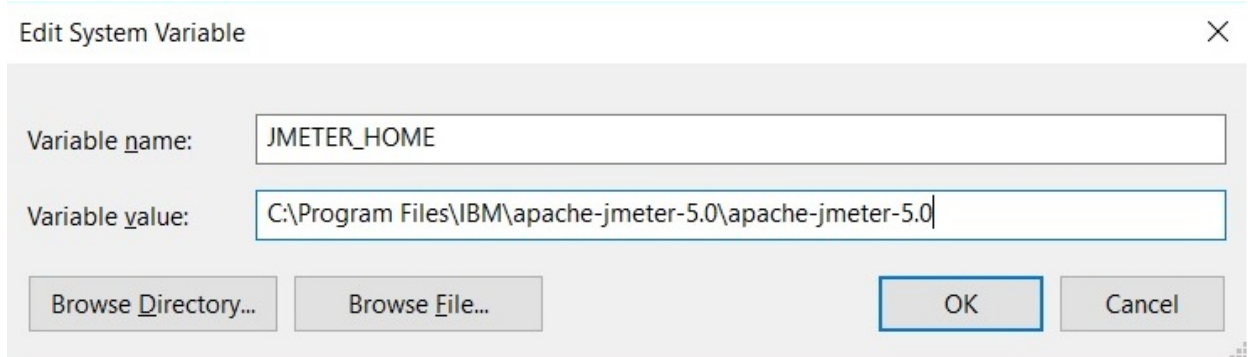 Edit System Variable
Variable name: JMETER_HOME
Variable value: C:\Program Files\IBM\apache-jmeter-5.0\apache-jmeter-5.0
Browse Directory... Browse File... OK Cancel